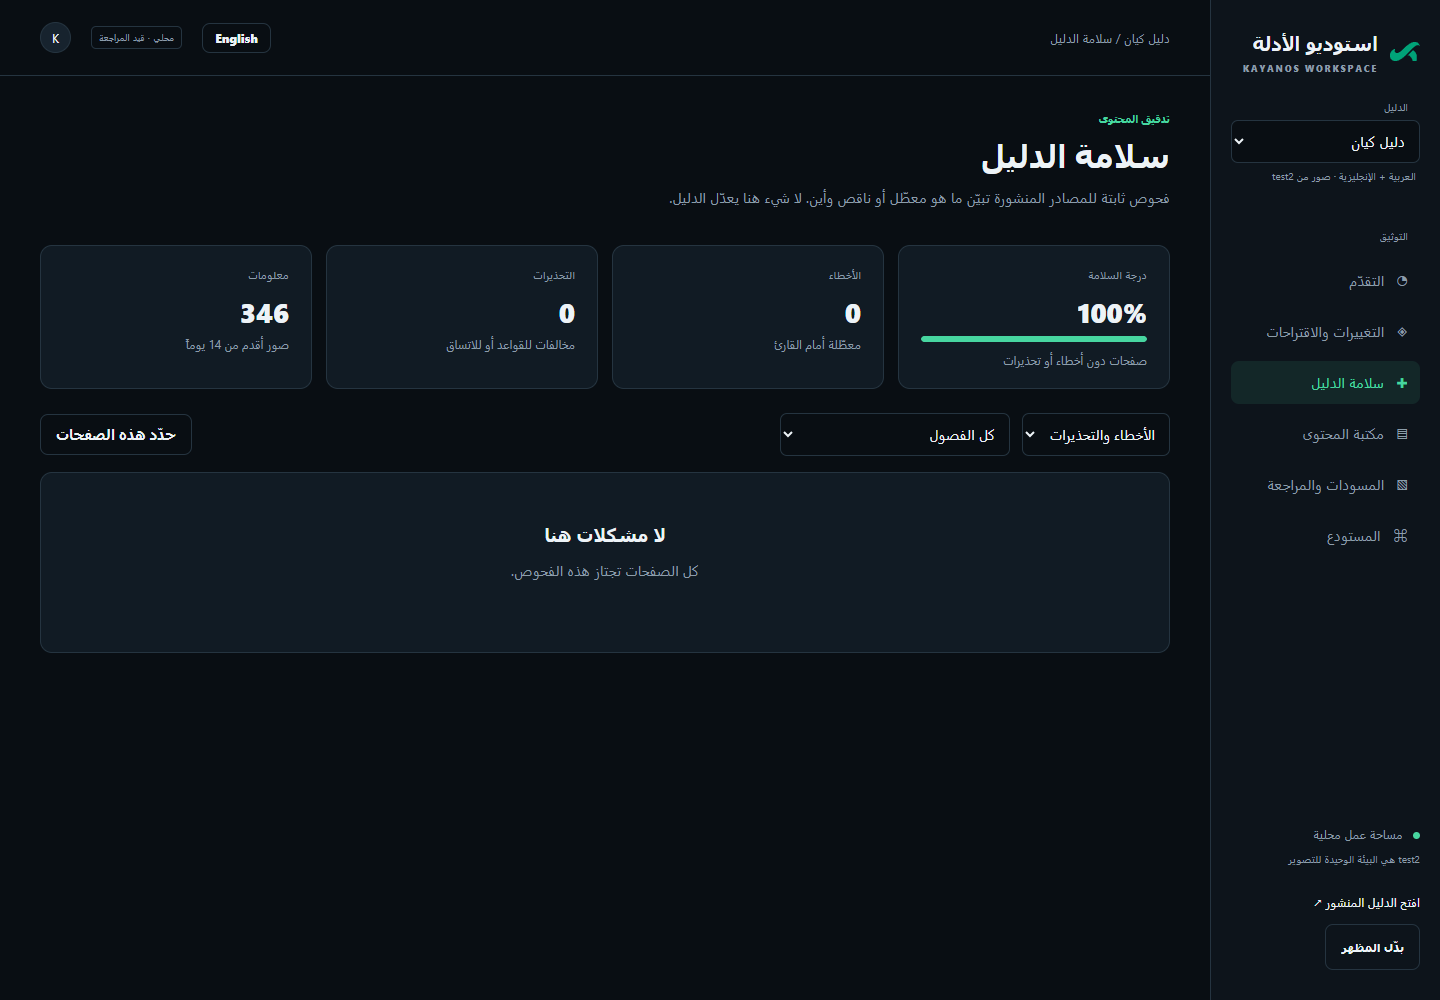 استوديو الأدلة
KAYANOS WORKSPACE
الدليل
دليل كيان
العربية + الإنجليزية · صور من test2
التوثيق
التقدّم
التغييرات والاقتراحات
سلامة الدليل
مكتبة المحتوى
المسودات والمراجعة
المستودع
مساحة عمل محلية
test2 هي البيئة الوحيدة للتصوير
افتح الدليل المنشور ↗
بدّل المظهر
دليل كيان / سلامة الدليل
English
محلي · قيد المراجعة
K
تدقيق المحتوى
سلامة الدليل
فحوص ثابتة للمصادر المنشورة تبيّن ما هو معطّل أو ناقص وأين. لا شيء هنا يعدّل الدليل.
درجة السلامة
100%
صفحات دون أخطاء أو تحذيرات
الأخطاء
0
معطّلة أمام القارئ
التحذيرات
0
مخالفات للقواعد أو للاتساق
معلومات
346
صور أقدم من 14 يوماً
الأخطاء والتحذيرات
كل الفصول
حدّد هذه الصفحات
لا مشكلات هنا
كل الصفحات تجتاز هذه الفحوص.